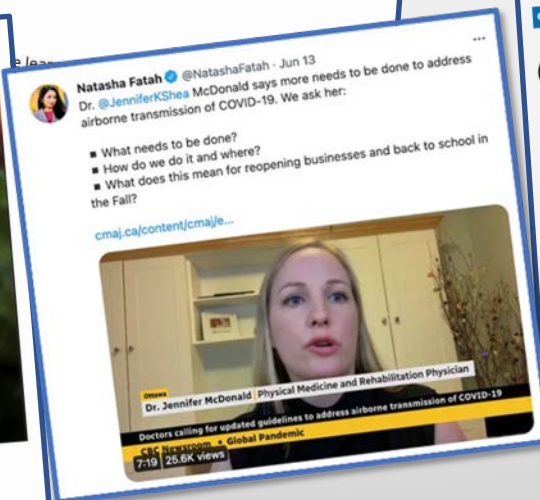 Natasha Fatah @NatashaFatah · Jun 13
Dr. @JenniferKShea McDonald says more needs to be done to address
airborne transmission of COVID-19. We ask her:
▪ What needs to be done?
▪ How do we do it and where?
▪ What does this mean for reopening businesses and back to school in
the Fall?
cmaj.ca/content/cmaj/e...
Ottawa
Dr. Jennifer McDonald Physical Medicine and Rehabilitation Physician
Doctors calling for updated guidelines to address airborne transmission of COVID-19
CBC Newsroom • Global Pandemic
7:19 25.6K views